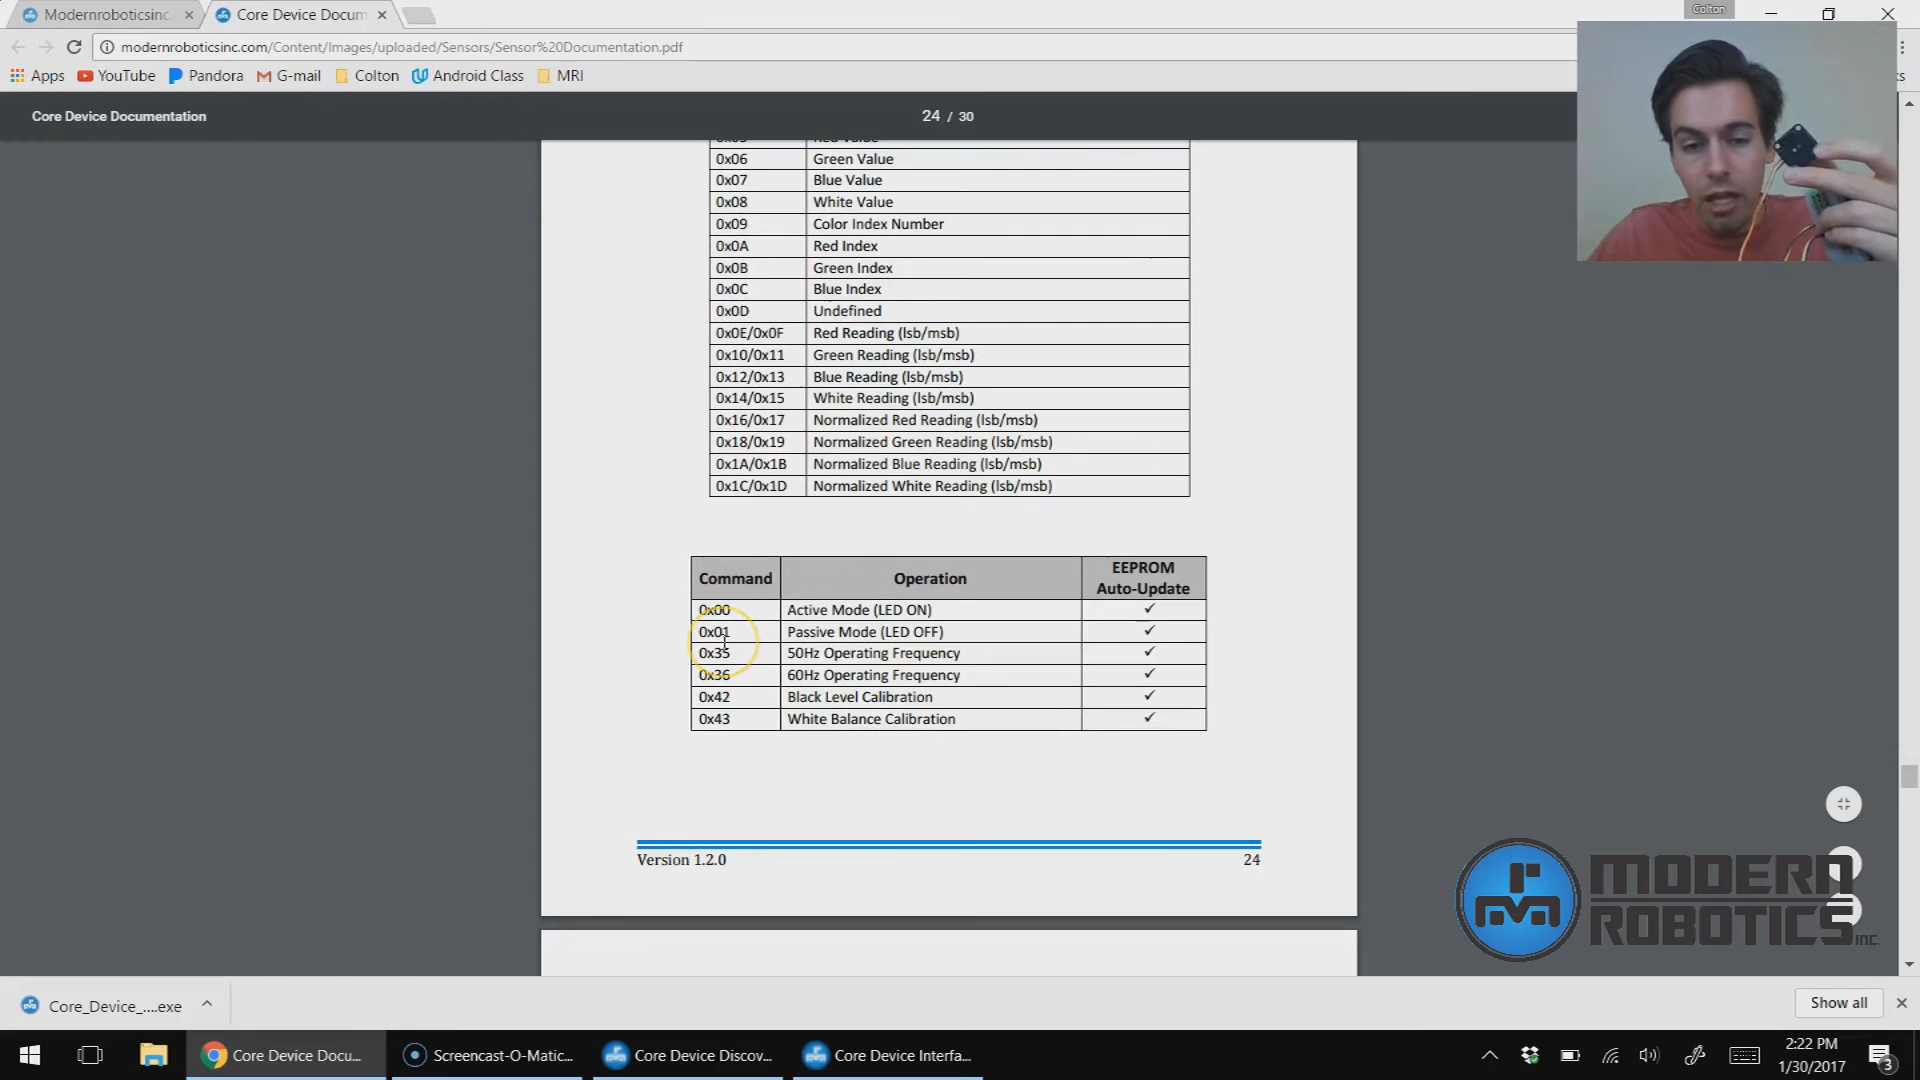 Colton
Modernroboticsinc.
Core Device Docum
modernroboticsinc.com/Content/Images/uploaded/Sensors/Sensor%20Documentation.pdf
Apps YouTube Pandora G-mail Colton Android Class MRI
Core Device Documentation
24 / 30
0x06 Green Value
0x07 Blue Value
0x08 White Value
0x09 Color Index Number
0x0A Red Index
0x0B Green Index
0x0C Blue Index
0x0D Undefined
0x0E/0x0F Red Reading (lsb/msb)
0x10/0x11 Green Reading (lsb/msb)
0x12/0x13 Blue Reading (lsb/msb)
0x14/0x15 White Reading (lsb/msb)
0x16/0x17 Normalized Red Reading (lsb/msb)
0x18/0x19 Normalized Green Reading (lsb/msb)
0x1A/0x1B Normalized Blue Reading (lsb/msb)
0x1C/0x1D Normalized White Reading (lsb/msb)
Command Operation EEPROM
Auto-Update
0x00 Active Mode (LED ON) ✓
0x01 Passive Mode (LED OFF) ✓
0x35 50Hz Operating Frequency ✓
0x36 60Hz Operating Frequency ✓
0x42 Black Level Calibration ✓
0x43 White Balance Calibration ✓
Version 1.2.0 24
MODERN
ROBOTICS INC.
Core_Device_....exe
Show all
Core Device Docu...
Screencast-O-Matic...
Core Device Discov...
Core Device Interfa...
2:22 PM
1/30/2017
3